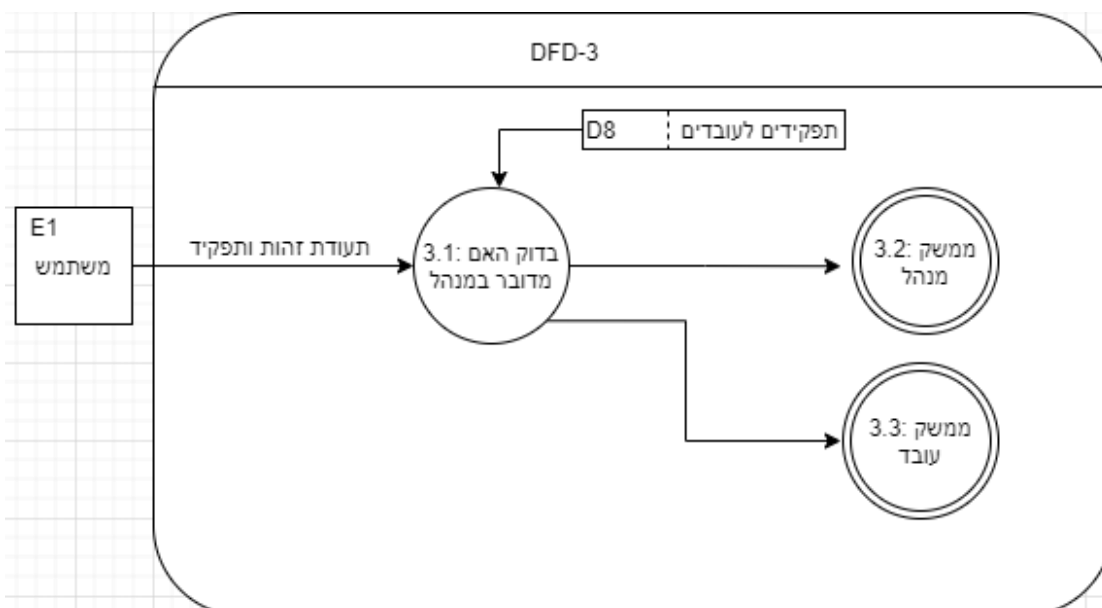 DFD-3
D8
תפקידים לעובדים
E1
משתמש
תעודת זהות ותפקיד
3.1: בדוק האם
מדובר במנהל
3.2: ממשק
מנהל
3.3: ממשק
עובד